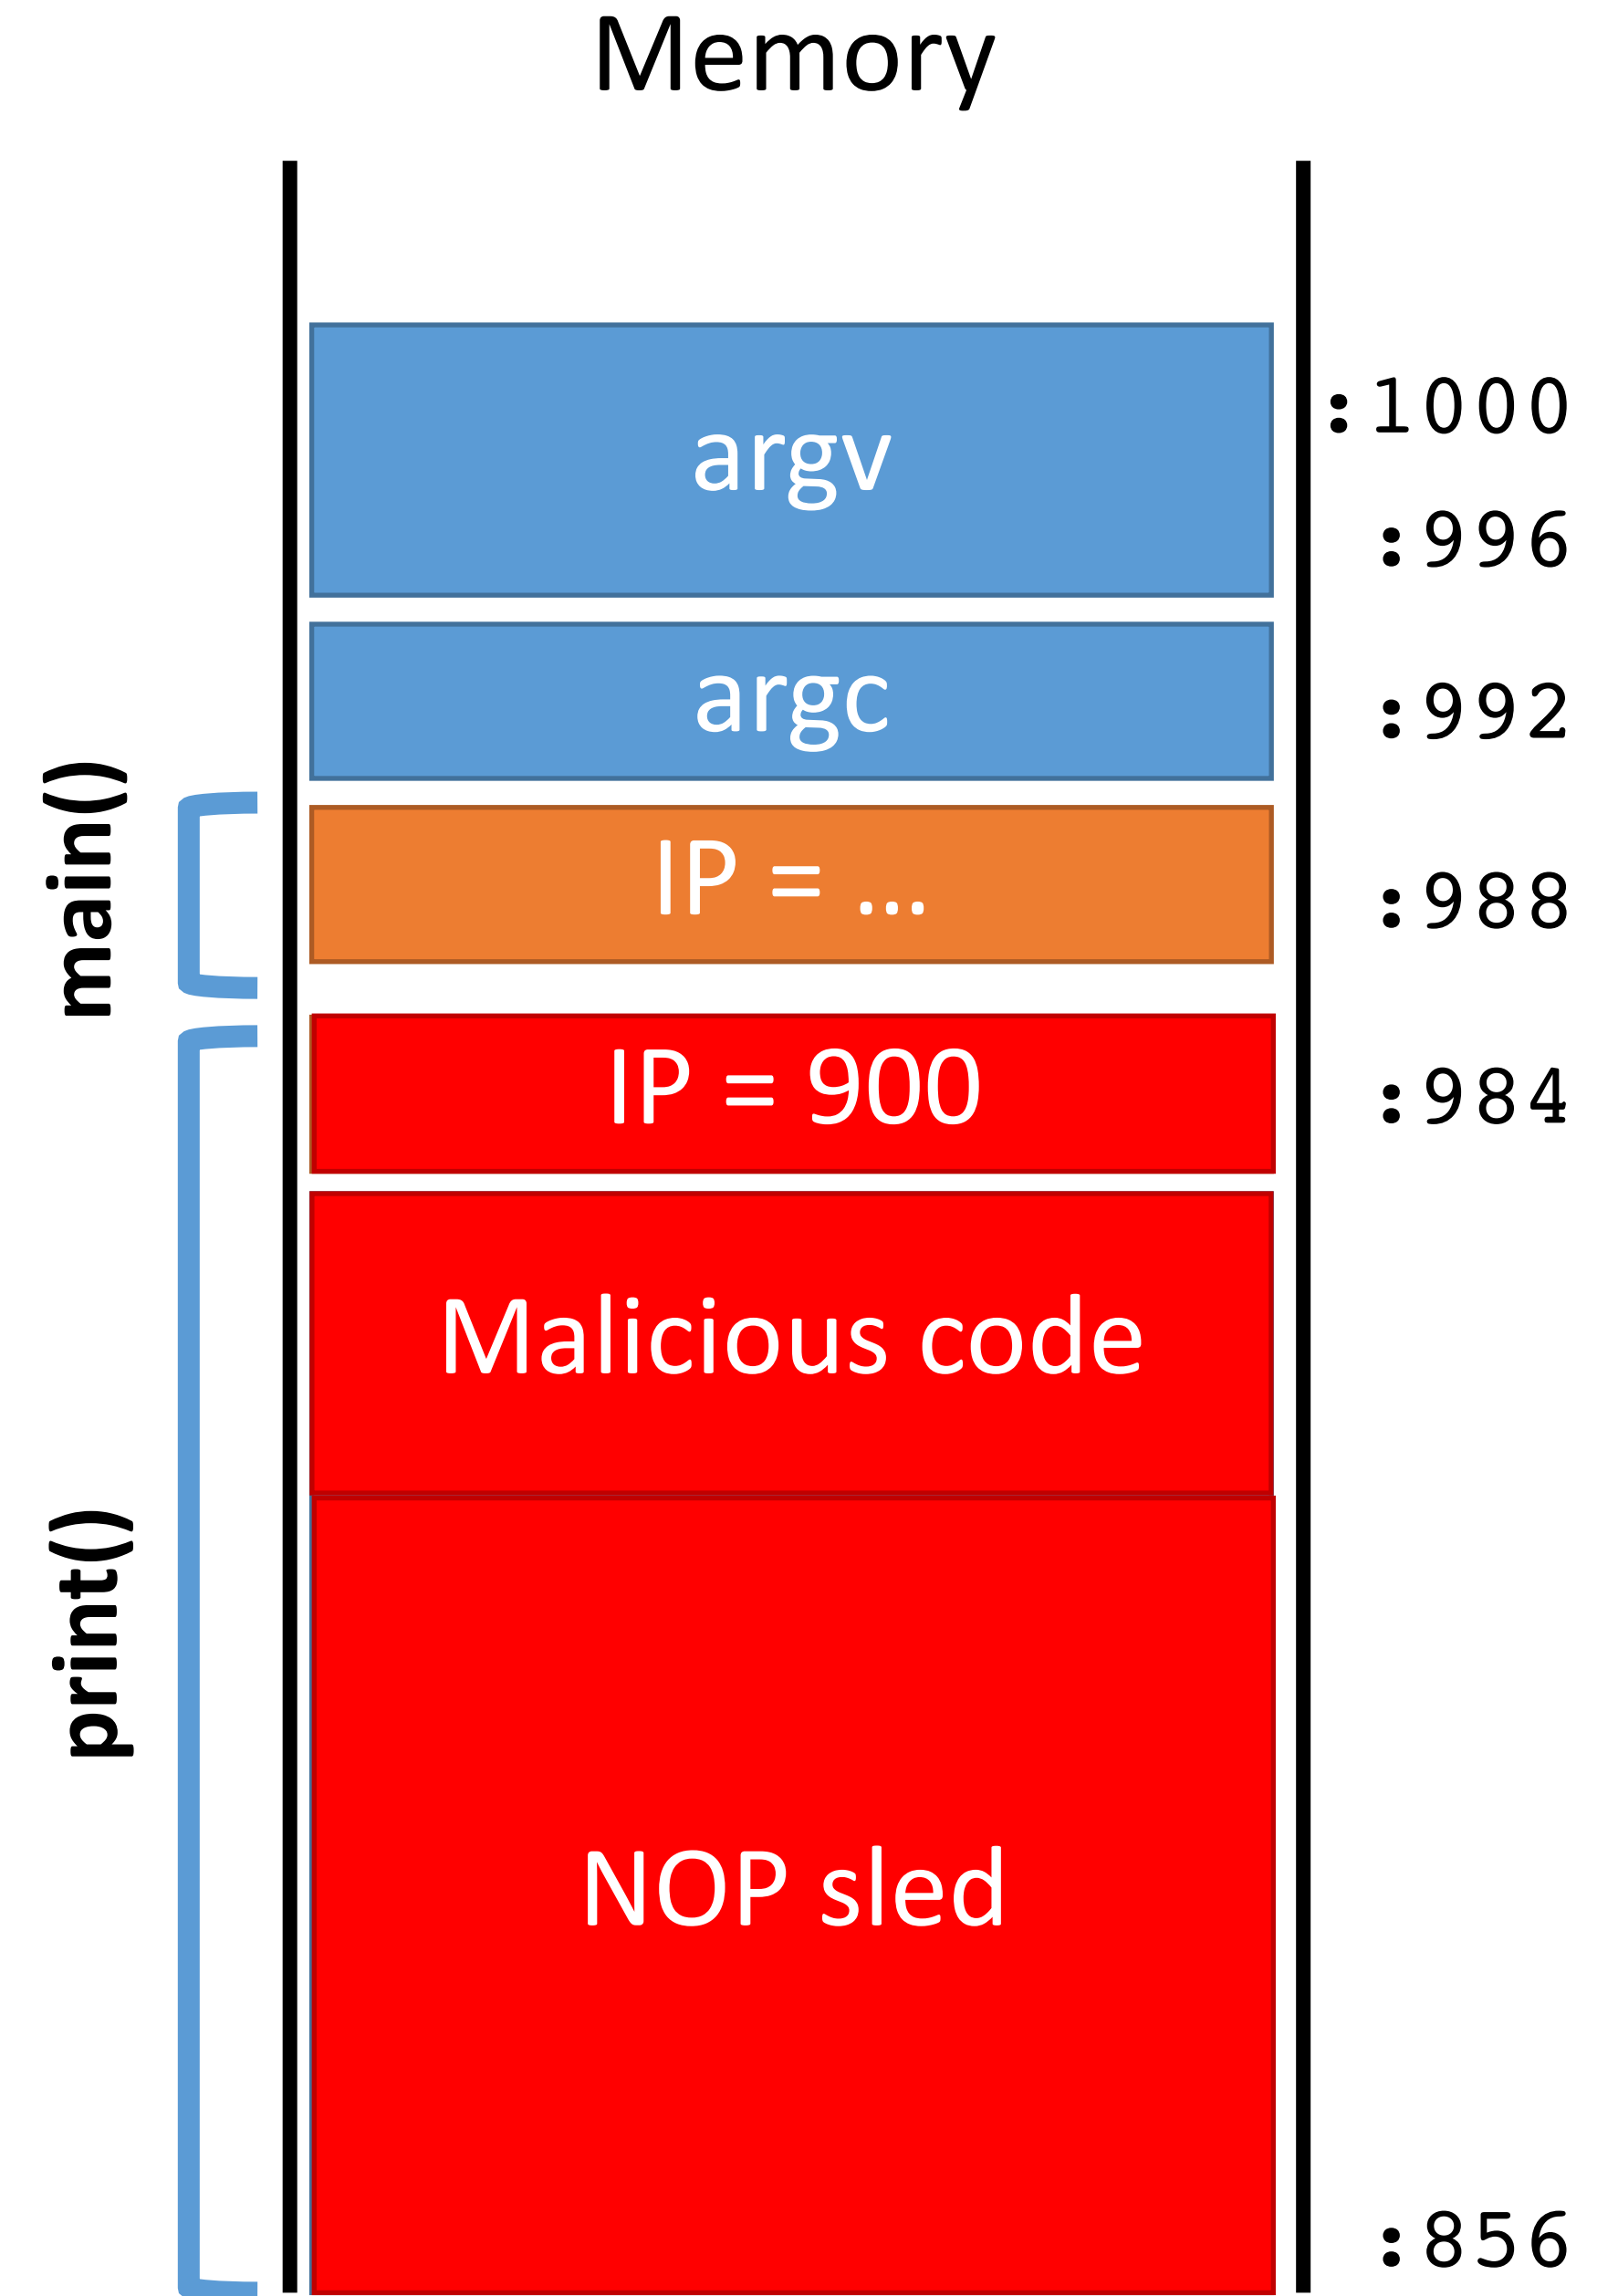 Memory
argv
:1000
:996
argc
:992
main()
IP = ...
:988
IP = 900
:984
Malicious code
print()
NOP sled
:856